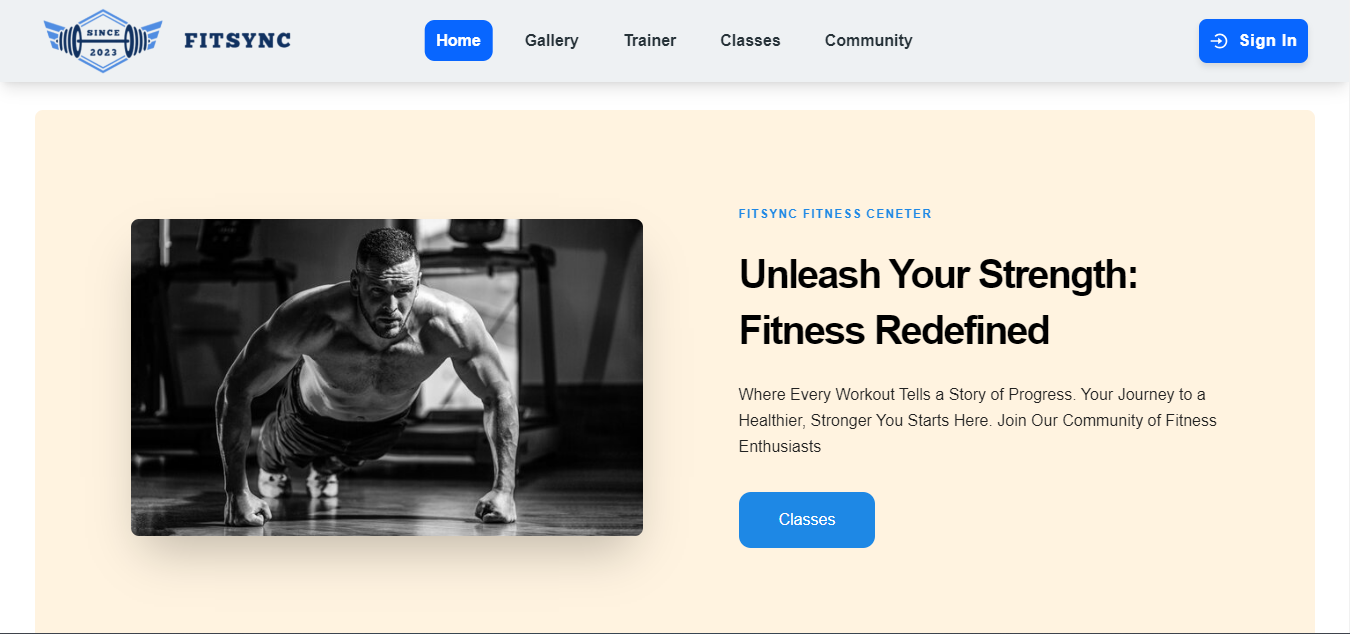 SINCE
2023
FITSYNC
Home
Gallery
Trainer
Classes
Community
Sign In
FITSYNC FITNESS CENETER
Unleash Your Strength:
Fitness Redefined
Where Every Workout Tells a Story of Progress. Your Journey to a
Healthier, Stronger You Starts Here. Join Our Community of Fitness
Enthusiasts
Classes